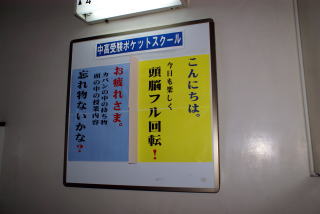 中高受験ポケットスクール
こんにちは。
今日も楽しく
頭脳フル回転!
お疲れさま。
カバンの中の持ち物
頭の中の授業内容
忘れ物ないかな?